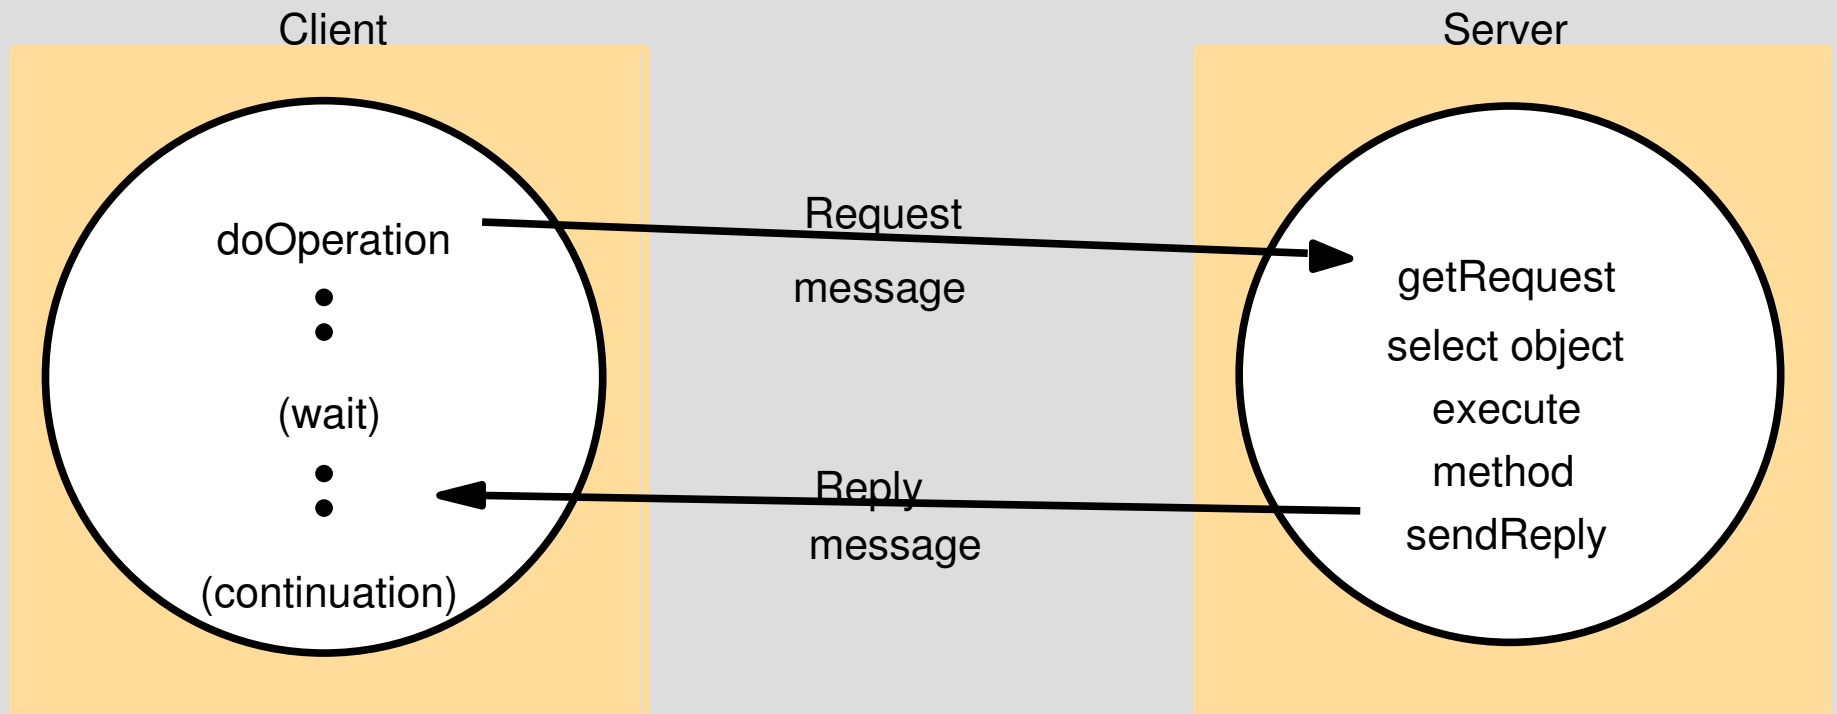 Client
Server
doOperation
(wait)
(continuation)
Request
message
Reply
message
getRequest
select object
execute
method
sendReply